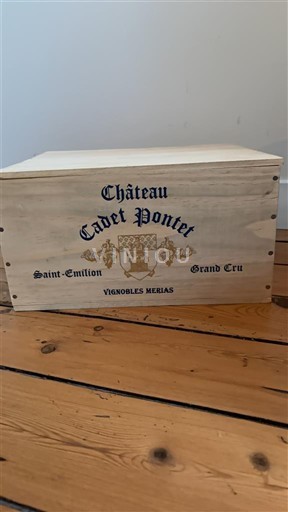 Château
Cadet Pontet
VINIOU
Saint-Emilion Grand Cru
VIGNOBLES MERIAS